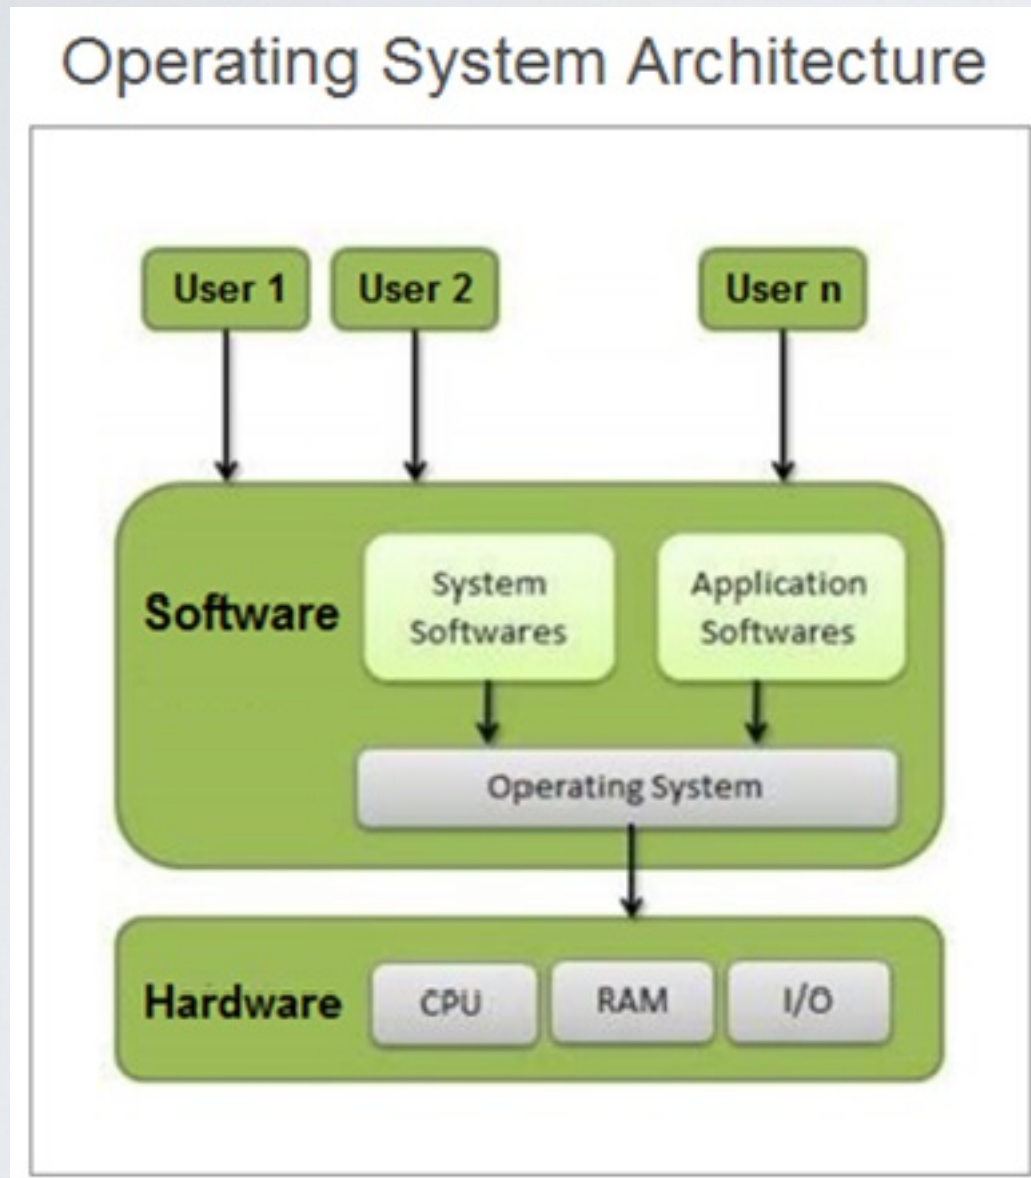 Operating System Architecture
User 1
User 2
User n
Software
System
Softwares
Application
Softwares
Operating System
Hardware
CPU
RAM
I/O